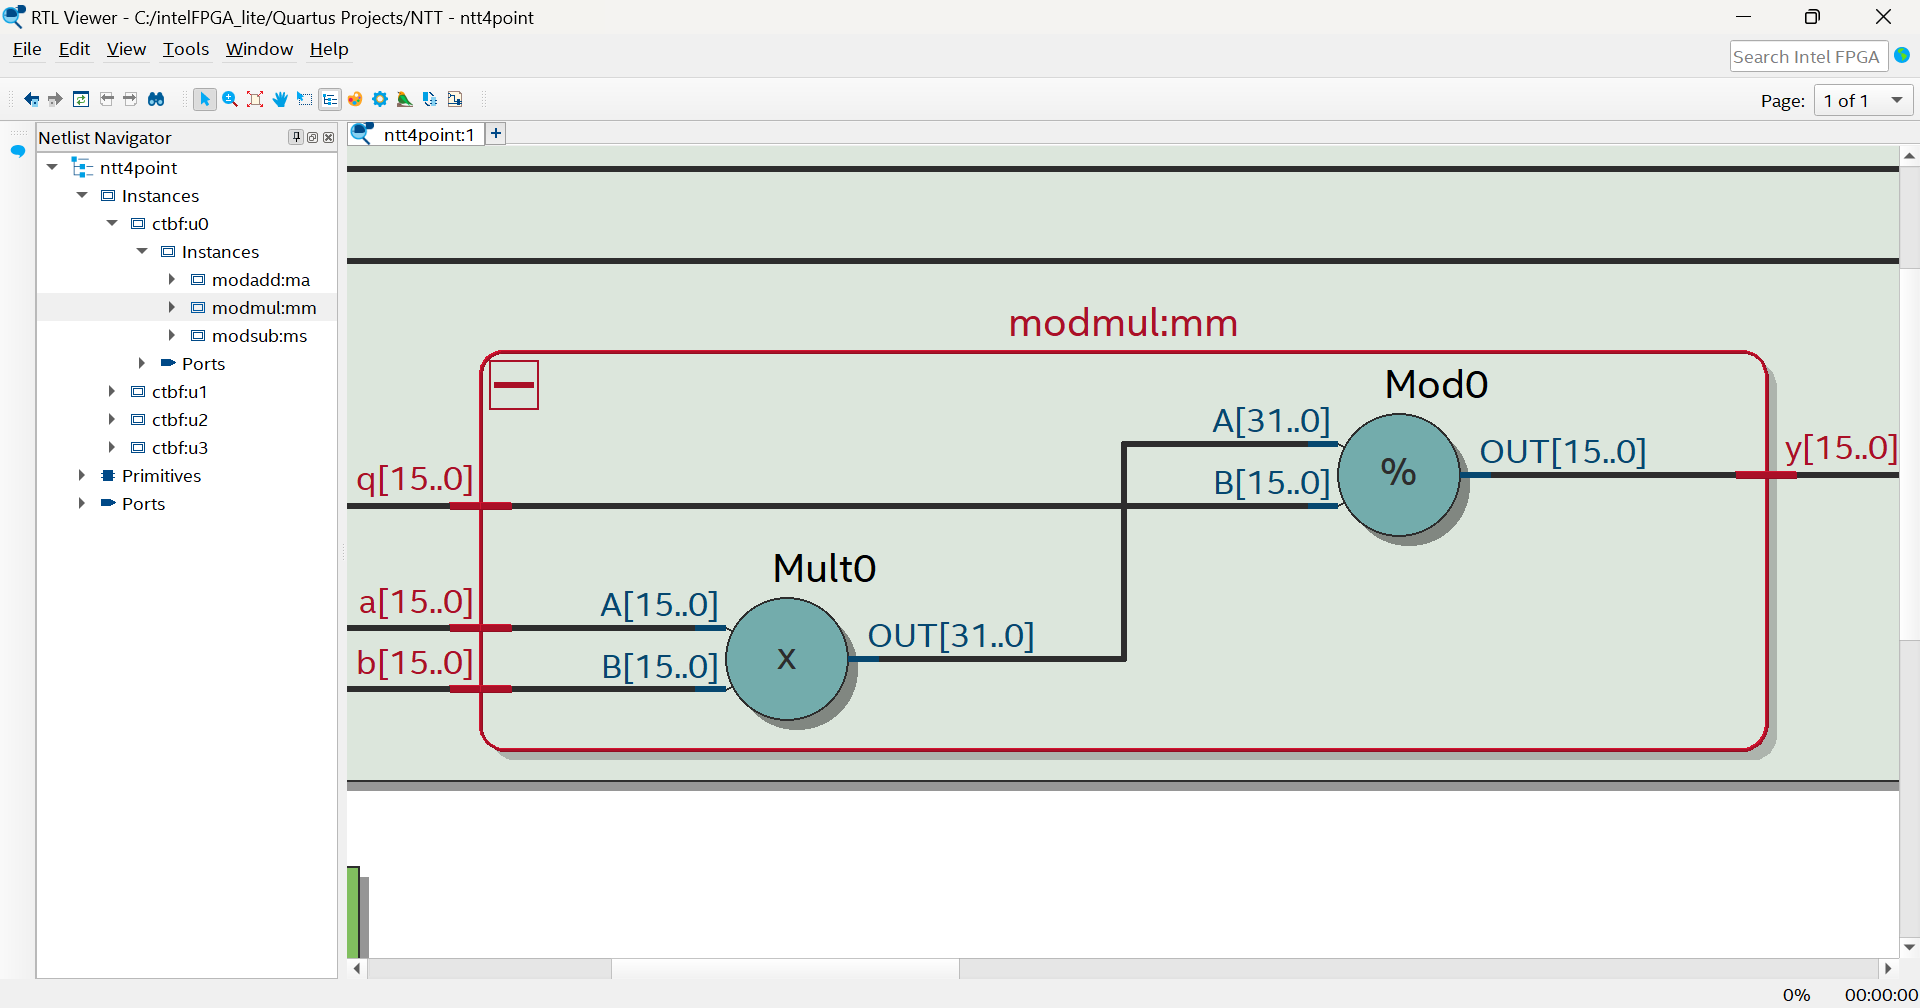 RTL Viewer - C:/intelFPGA_lite/Quartus Projects/NTT - ntt4point
File Edit View Tools Window Help
Search Intel FPGA
Page: 1 of 1
Netlist Navigator
ntt4point:1 +
ntt4point
Instances
ctbf:u0
Instances
modadd:ma
modmul:mm
modsub:ms
Ports
ctbf:u1
ctbf:u2
ctbf:u3
Primitives
Ports
modmul:mm
Mod0
A[31..0]
B[15..0]
%
OUT[15..0]
y[15..0]
q[15..0]
Mult0
a[15..0]
A[15..0]
b[15..0]
B[15..0]
x
OUT[31..0]
0% 00:00:00